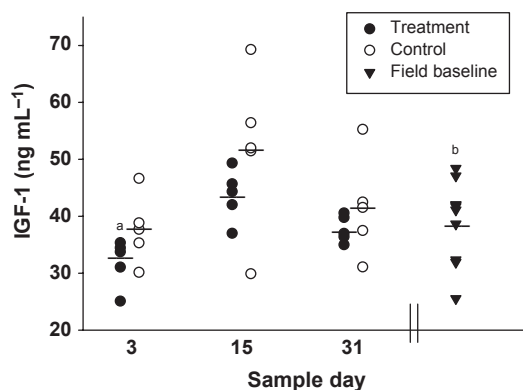 Treatment
Control
Field baseline
IGF-1 (ng mL⁻¹)
70
60
50
40
30
20
a
b
3 15 31
Sample day